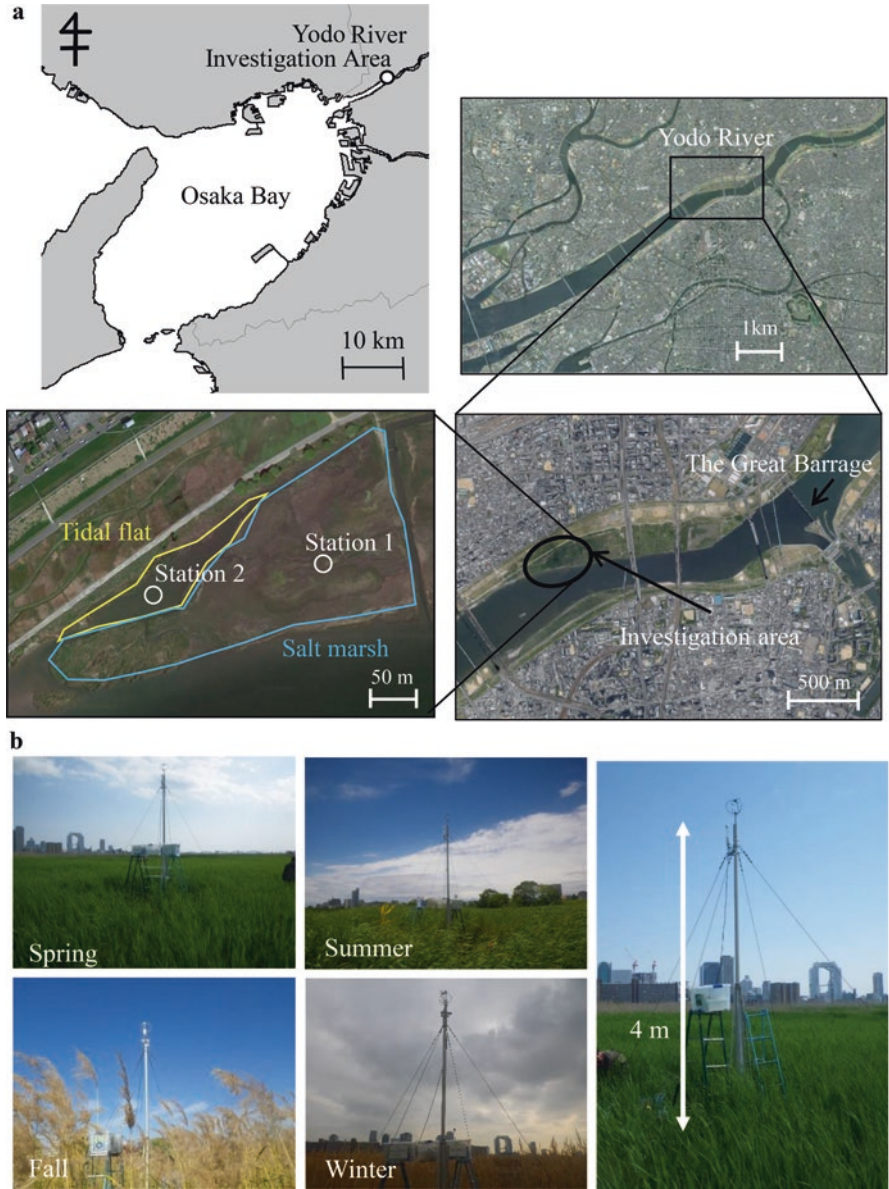 a
Yodo River
Investigation Area
Osaka Bay
10 km
Yodo River
1km
Tidal flat
Station 1
Station 2
Salt marsh
50 m
The Great Barrage
Investigation area
500 m
b
Spring
Summer
Fall
Winter
4 m